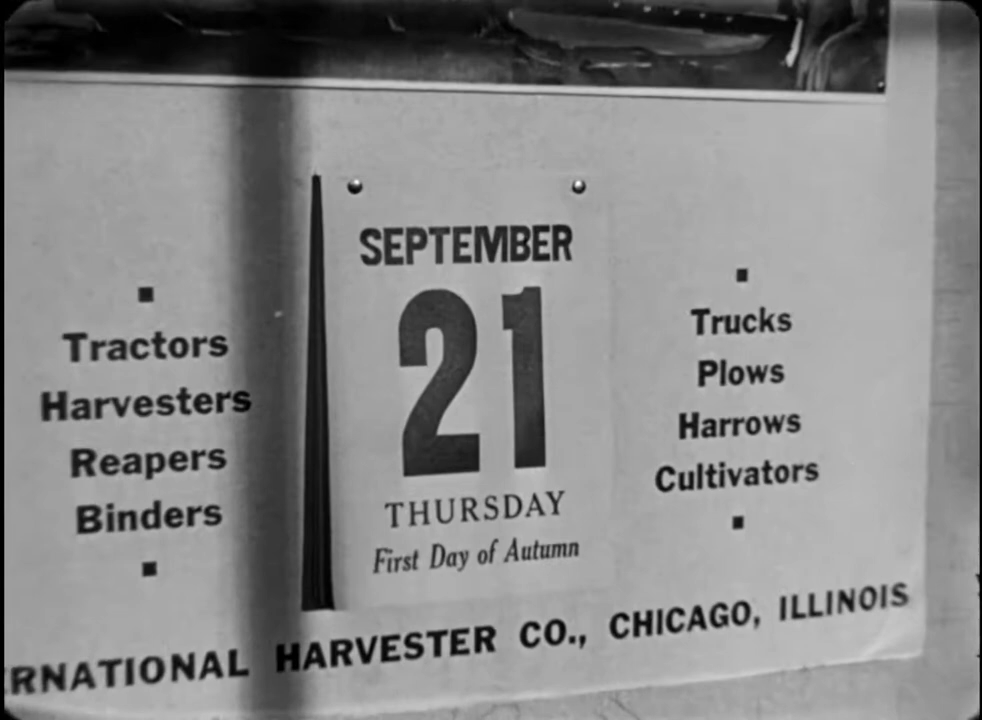 SEPTEMBER
21
THURSDAY
First Day of Autumn
Tractors
Harvesters
Reapers
Binders
Trucks
Plows
Harrows
Cultivators
RNATIONAL HARVESTER CO., CHICAGO, ILLINOIS